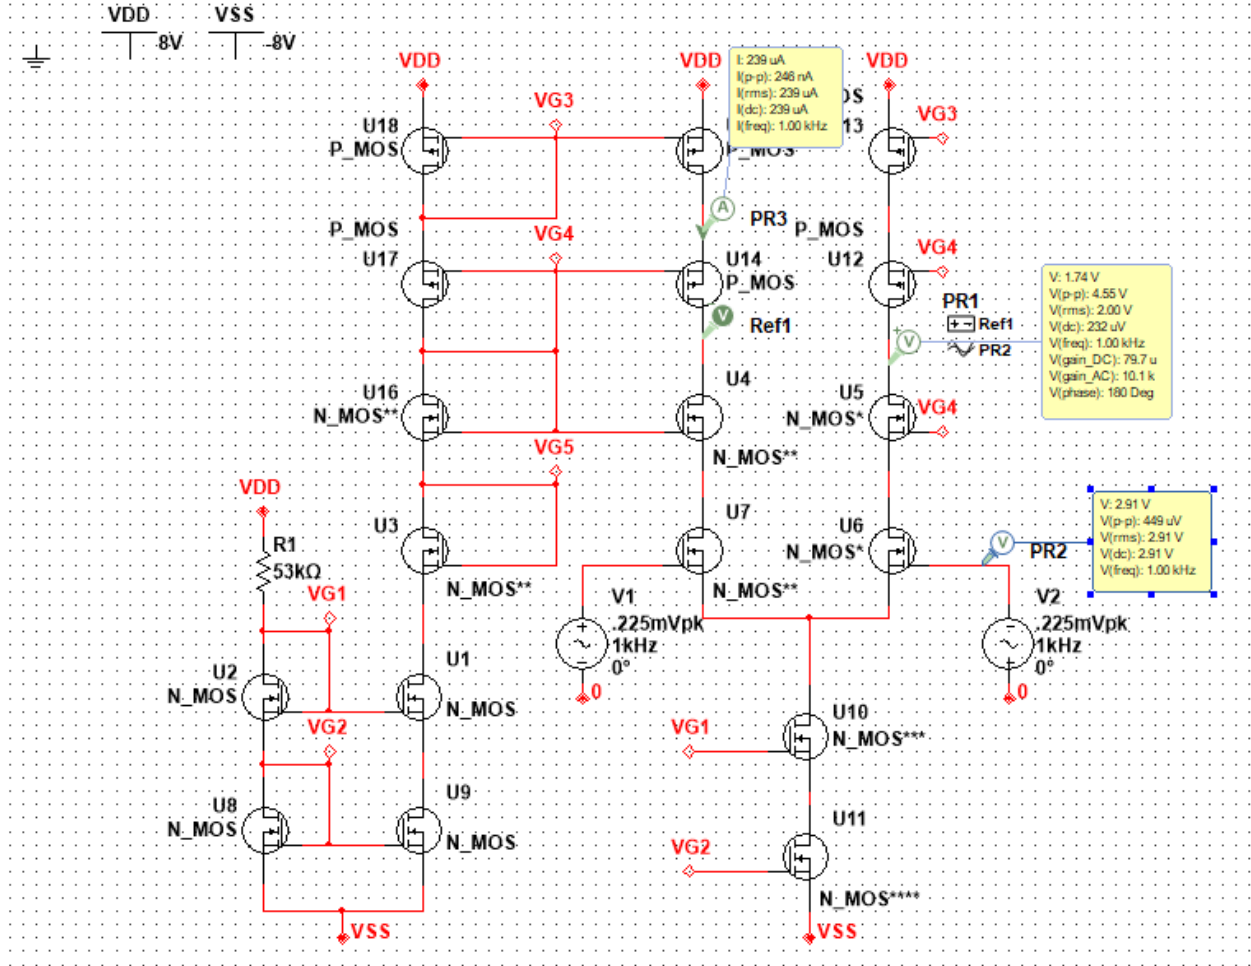 VDD
8V
VSS
-8V
VDD
VDD
VDD
I: 239 uA
I(p-p): 246 nA
I(rms): 239 uA
I(dc): 239 uA
I(freq): 1.00 kHz
VG3
VG3
U18
P_MOS
P_MOS
OS
13
PR3
P_MOS
U17
VG4
U14
P_MOS
P_MOS
U12
VG4
Ref1
PR1
Ref1
PR2
V: 1.74 V
V(p-p): 4.55 V
V(rms): 2.00 V
V(dc): 232 uV
V(freq): 1.00 kHz
V(gain_DC): 79.7 u
V(gain_AC): 10.1 k
V(phase): 180 Deg
U16
N_MOS**
U4
N_MOS**
U5
N_MOS*
VG4
VG5
VDD
R1
53kΩ
U3
N_MOS**
U7
N_MOS**
U6
N_MOS*
PR2
V: 2.91 V
V(p-p): 449 uV
V(rms): 2.91 V
V(dc): 2.91 V
V(freq): 1.00 kHz
VG1
V1
.225mVpk
1kHz
0°
0
V2
.225mVpk
1kHz
0°
0
U2
N_MOS
U1
N_MOS
VG2
VG1
U10
N_MOS***
U8
N_MOS
U9
N_MOS
VG2
U11
N_MOS****
VSS
VSS